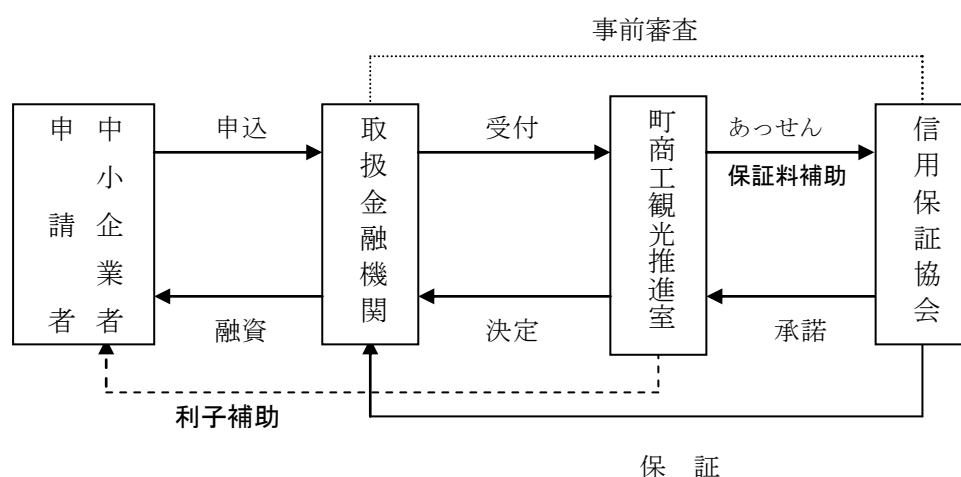 事前審査
中小企業者
申請者
申込
取扱金融機関
受付
町商工観光推進室
あっせん
保証料補助
信用保証協会
融資
決定
承諾
利子補助
保 証